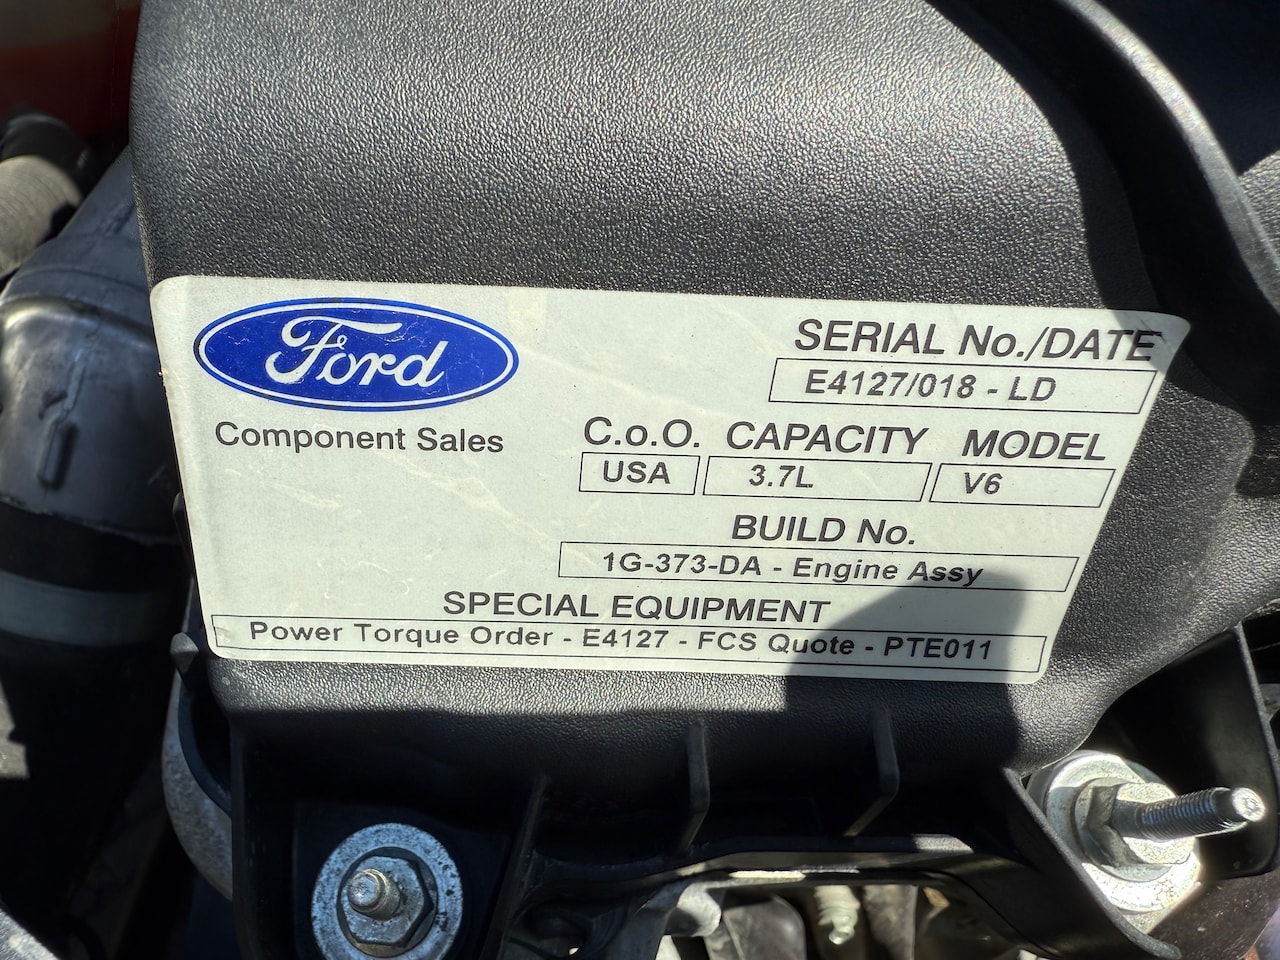 Ford
Component Sales
SERIAL No./DATE
E4127/018 - LD
C.o.O. CAPACITY MODEL
USA 3.7L V6
BUILD No.
1G-373-DA - Engine Assy
SPECIAL EQUIPMENT
Power Torque Order - E4127 - FCS Quote - PTE011